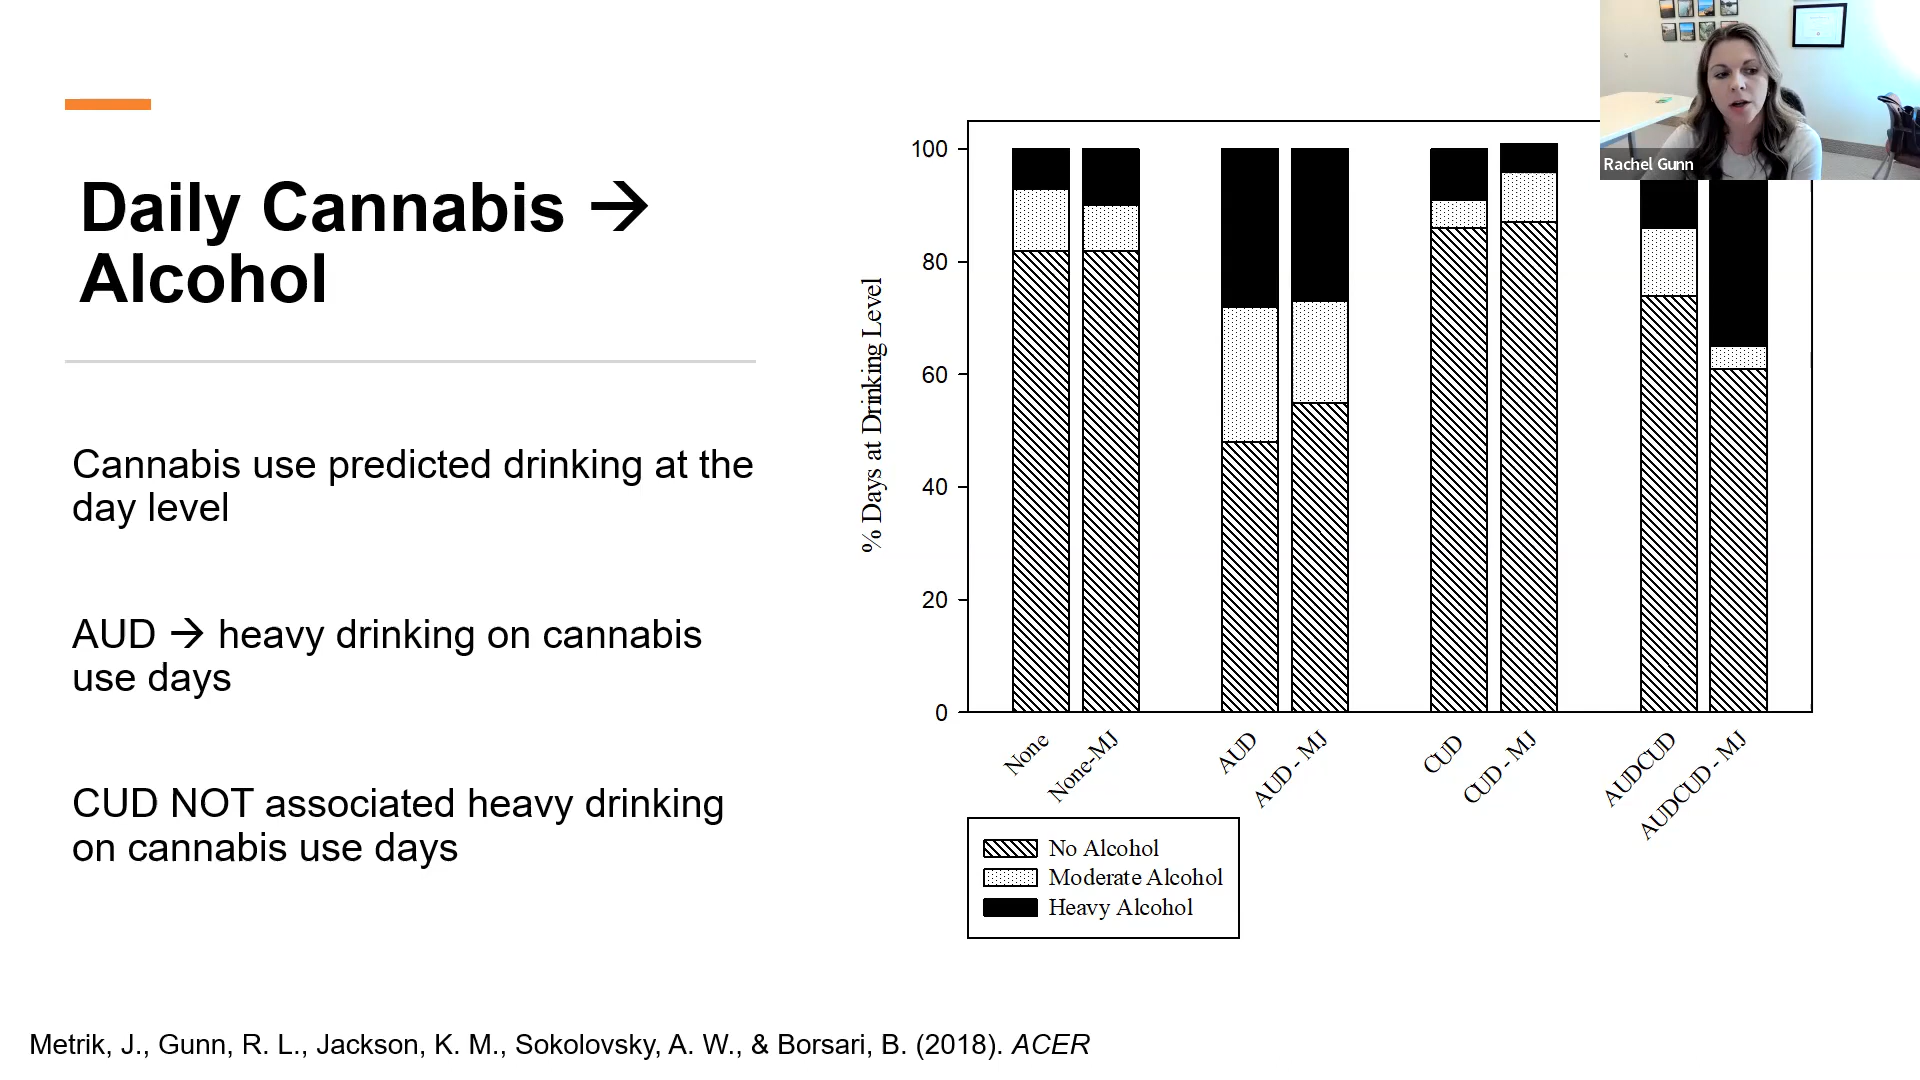 Rachel Gunn
Daily Cannabis →
Alcohol
Cannabis use predicted drinking at the
day level
AUD → heavy drinking on cannabis
use days
CUD NOT associated heavy drinking
on cannabis use days
% Days at Drinking Level
100
80
60
40
20
0
None
None-MJ
AUD
AUD - MJ
CUD
CUD - MJ
AUDCUD
AUDCUD - MJ
No Alcohol
Moderate Alcohol
Heavy Alcohol
Metrik, J., Gunn, R. L., Jackson, K. M., Sokolovsky, A. W., & Borsari, B. (2018). ACER